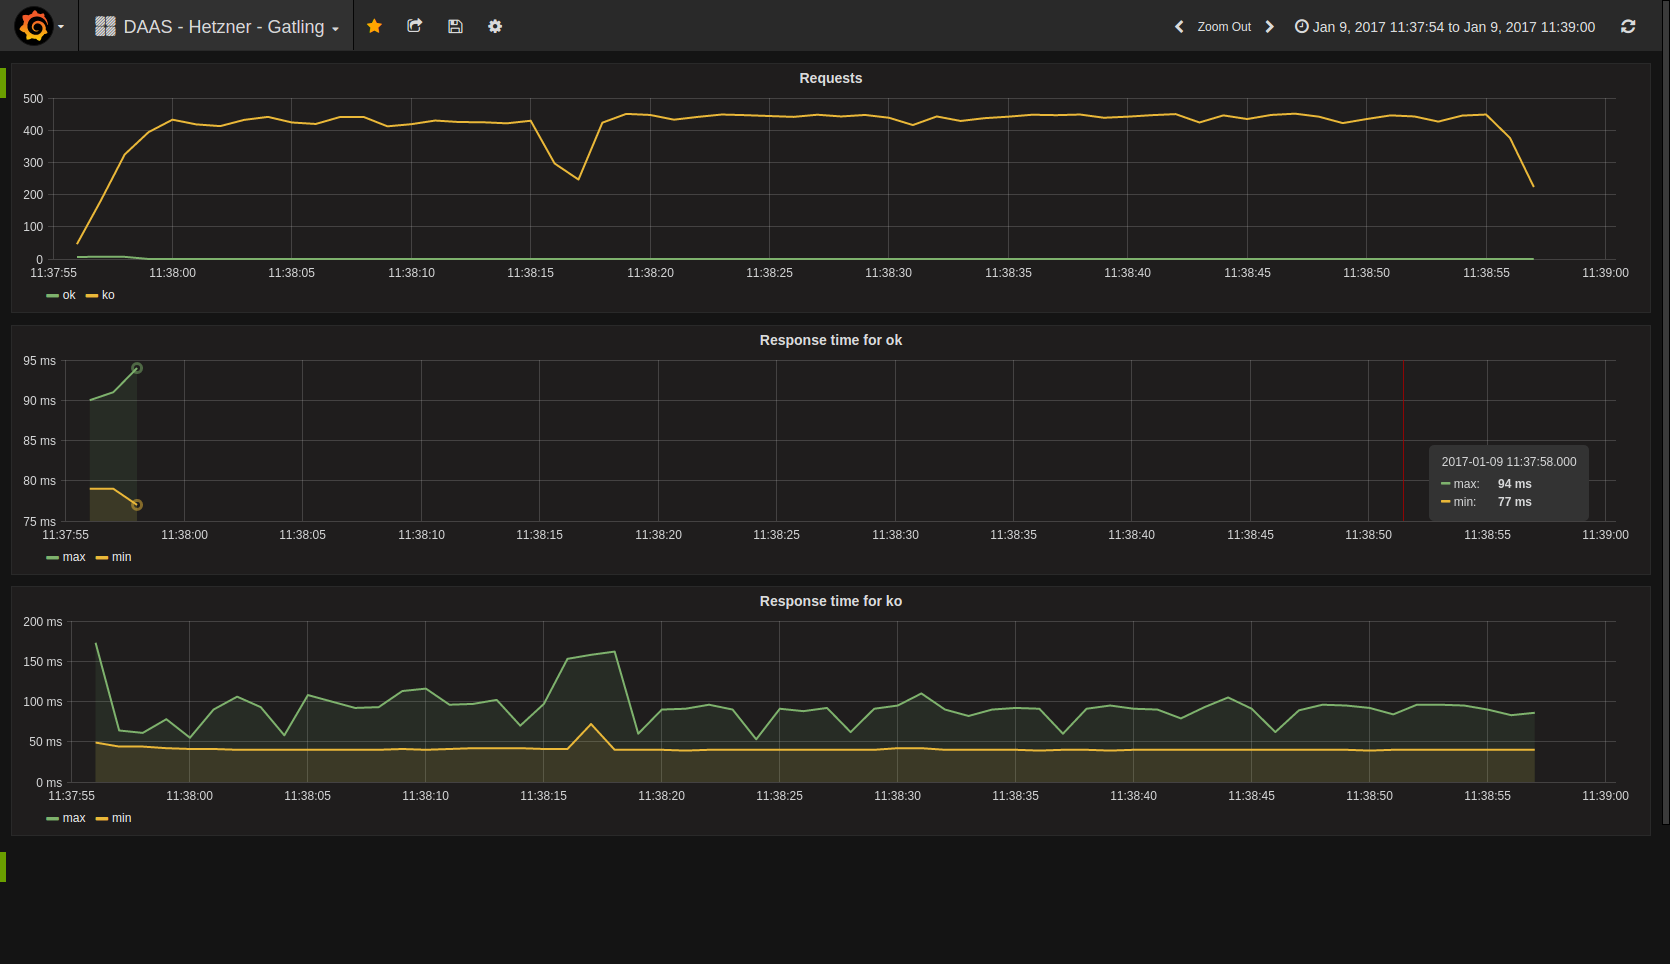 DAAS - Hetzner - Gatling
Zoom Out
Jan 9, 2017 11:37:54 to Jan 9, 2017 11:39:00
Requests
500
400
300
200
100
0
11:37:55 11:38:00 11:38:05 11:38:10 11:38:15 11:38:20 11:38:25 11:38:30 11:38:35 11:38:40 11:38:45 11:38:50 11:38:55 11:39:00
ok ko
Response time for ok
95 ms
90 ms
85 ms
80 ms
75 ms
2017-01-09 11:37:58.000
max: 94 ms
min: 77 ms
11:37:55 11:38:00 11:38:05 11:38:10 11:38:15 11:38:20 11:38:25 11:38:30 11:38:35 11:38:40 11:38:45 11:38:50 11:38:55 11:39:00
max min
Response time for ko
200 ms
150 ms
100 ms
50 ms
0 ms
11:37:55 11:38:00 11:38:05 11:38:10 11:38:15 11:38:20 11:38:25 11:38:30 11:38:35 11:38:40 11:38:45 11:38:50 11:38:55 11:39:00
max min